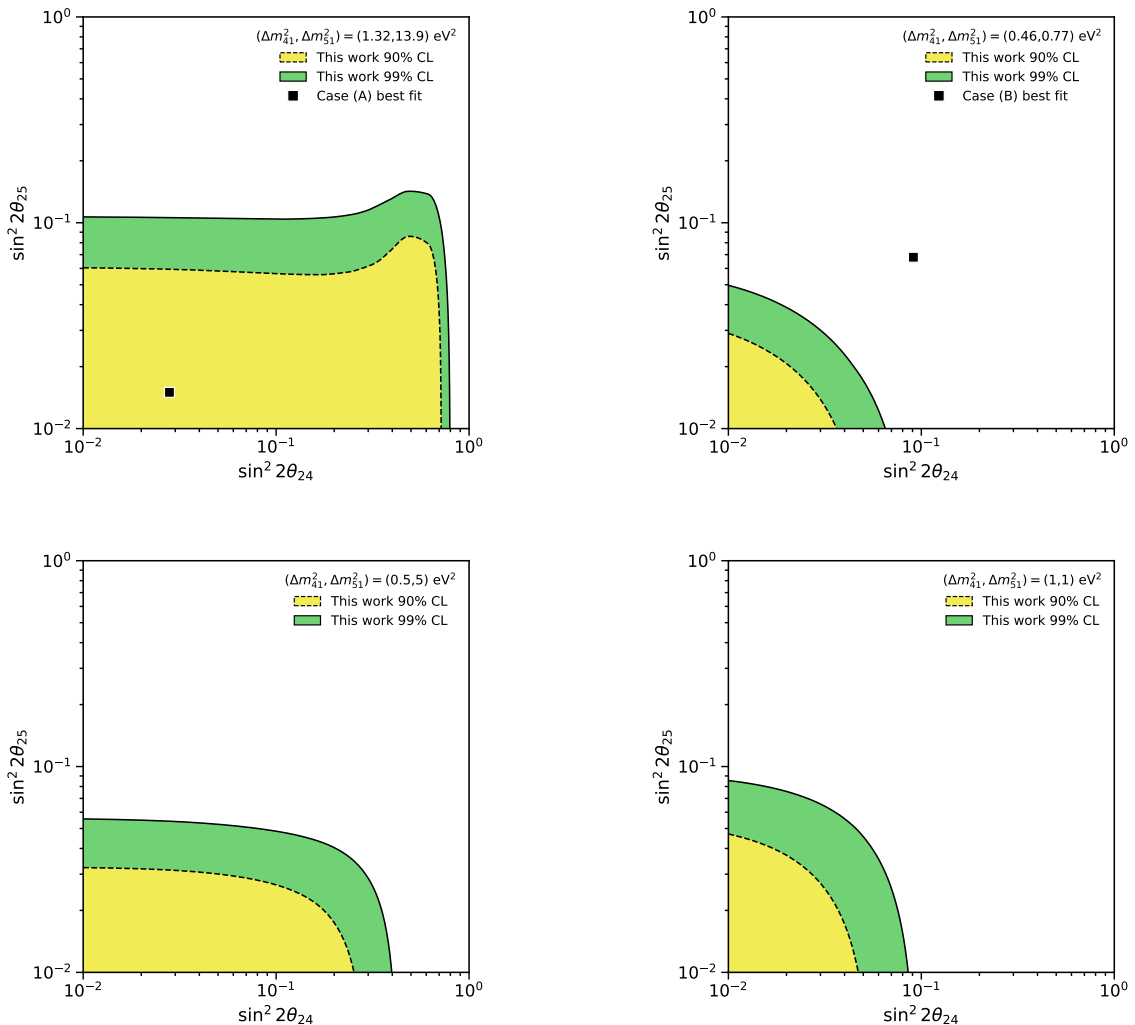 (Δm²₄₁, Δm²₅₁) = (1.32,13.9) eV²
This work 90% CL
This work 99% CL
Case (A) best fit
10⁰
10⁻¹
10⁻²
sin² 2θ₂₅
10⁻² 10⁻¹ 10⁰
sin² 2θ₂₄
(Δm²₄₁, Δm²₅₁) = (0.46,0.77) eV²
This work 90% CL
This work 99% CL
Case (B) best fit
10⁰
10⁻¹
10⁻²
sin² 2θ₂₅
10⁻² 10⁻¹ 10⁰
sin² 2θ₂₄
(Δm²₄₁, Δm²₅₁) = (0.5,5) eV²
This work 90% CL
This work 99% CL
10⁰
10⁻¹
10⁻²
sin² 2θ₂₅
10⁻² 10⁻¹ 10⁰
sin² 2θ₂₄
(Δm²₄₁, Δm²₅₁) = (1,1) eV²
This work 90% CL
This work 99% CL
10⁰
10⁻¹
10⁻²
sin² 2θ₂₅
10⁻² 10⁻¹ 10⁰
sin² 2θ₂₄